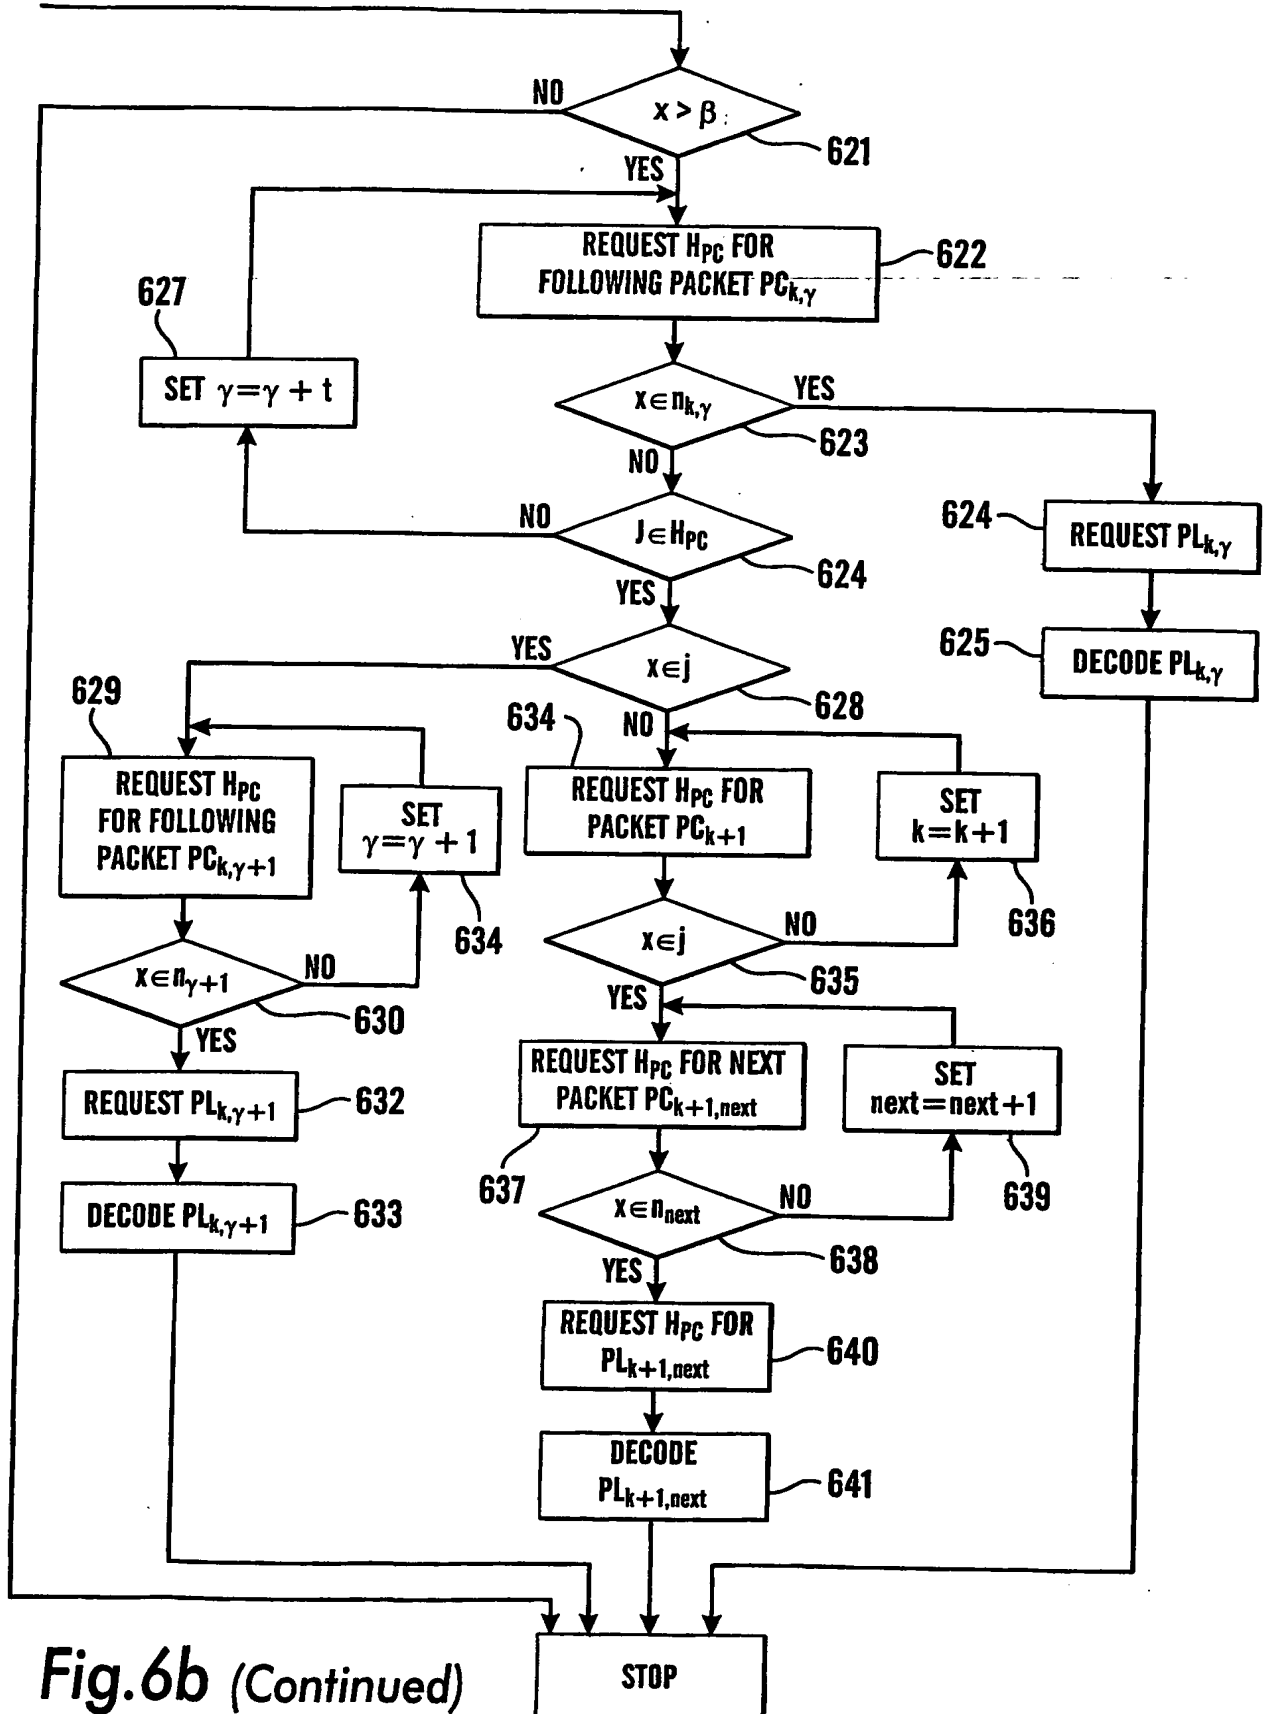 x > β
NO
621
YES
REQUEST HPC FOR
FOLLOWING PACKET PCk,γ
622
627
SET γ=γ + t
x∈nk,γ
YES
623
NO
J∈HPC
NO
624
YES
624
REQUEST PLk,γ
625
DECODE PLk,γ
YES
x∈j
628
NO
629
REQUEST HPC
FOR FOLLOWING
PACKET PCk,γ+1
SET
γ=γ +1
634
634
REQUEST HPC FOR
PACKET PCk+1
SET
k=k+1
636
x∈nγ+1
NO
630
YES
x∈j
NO
635
YES
REQUEST PLk,γ+1
632
REQUEST HPC FOR NEXT
PACKET PCk+1,next
637
SET
next=next+1
639
DECODE PLk,γ+1
633
x∈nnext
NO
638
YES
REQUEST HPC FOR
PLk+1,next
640
DECODE
PLk+1,next
641
STOP
Fig.6b (Continued)